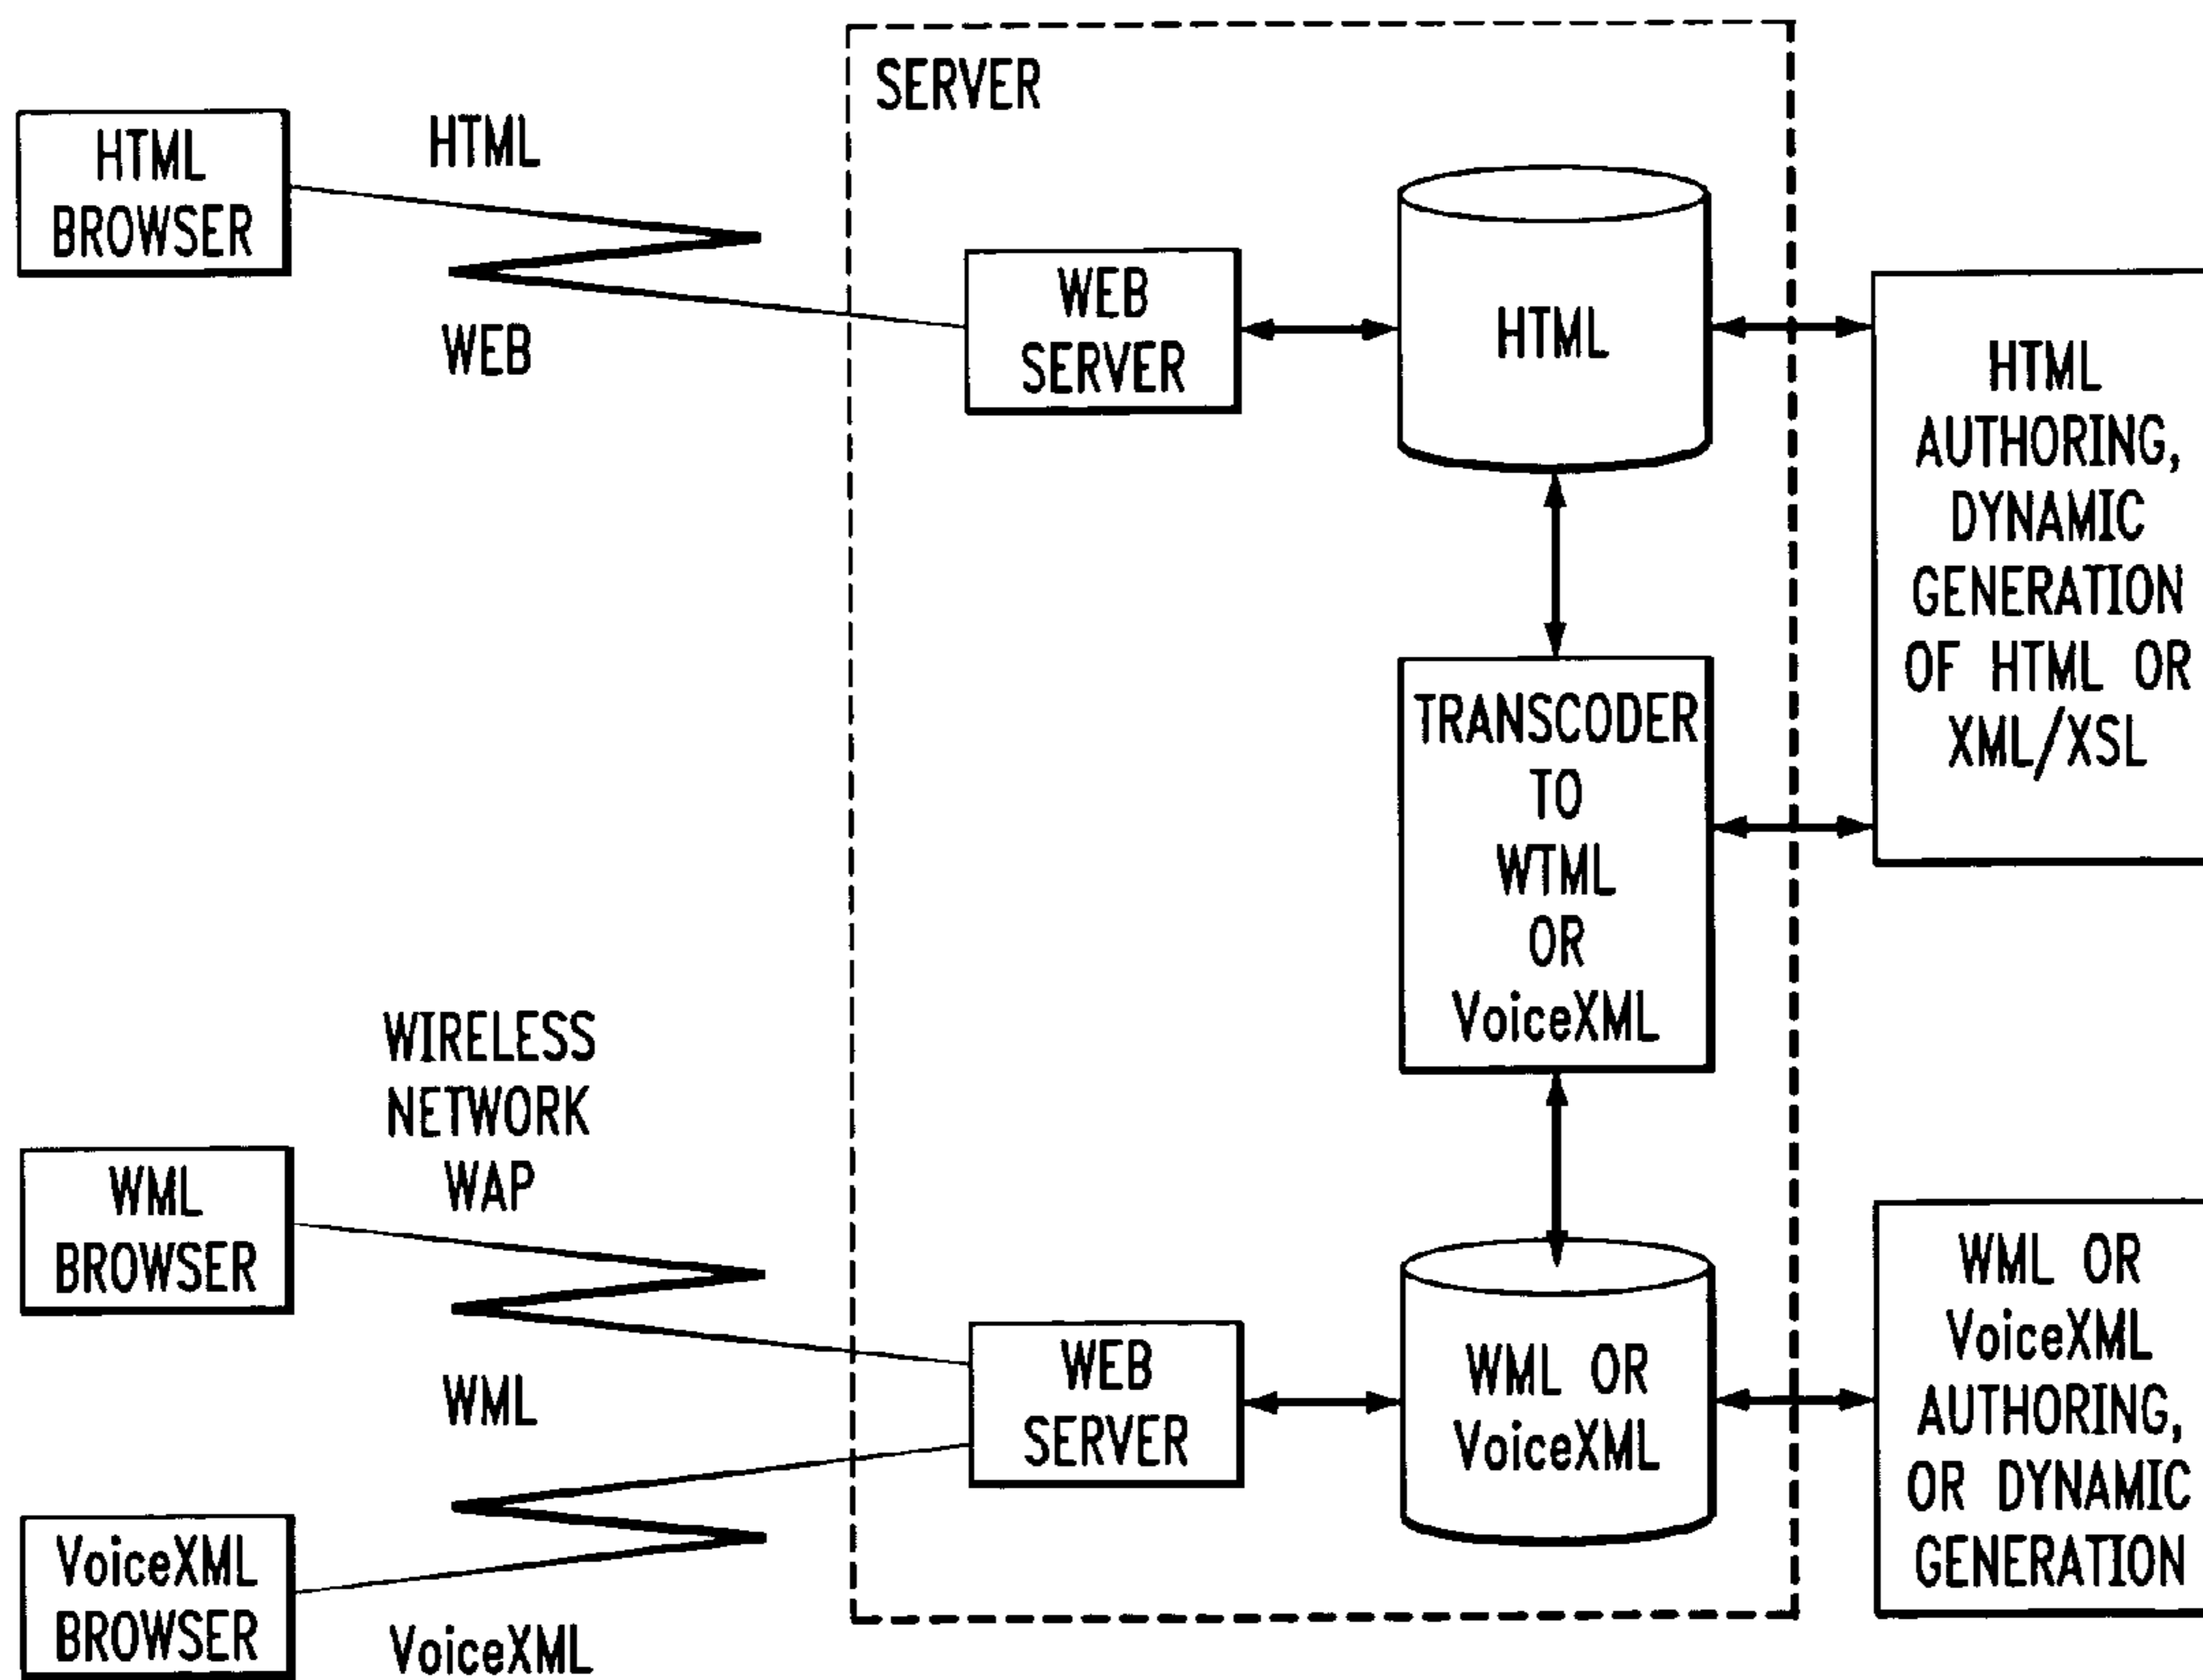 SERVER
HTML
BROWSER
HTML
WEB
WEB
SERVER
HTML
HTML
AUTHORING,
DYNAMIC
GENERATION
OF HTML OR
XML/XSL
TRANSCODER
TO
WTML
OR
VoiceXML
WIRELESS
NETWORK
WAP
WML
BROWSER
WML
VoiceXML
BROWSER
VoiceXML
WEB
SERVER
WML OR
VoiceXML
WML OR
VoiceXML
AUTHORING,
OR DYNAMIC
GENERATION